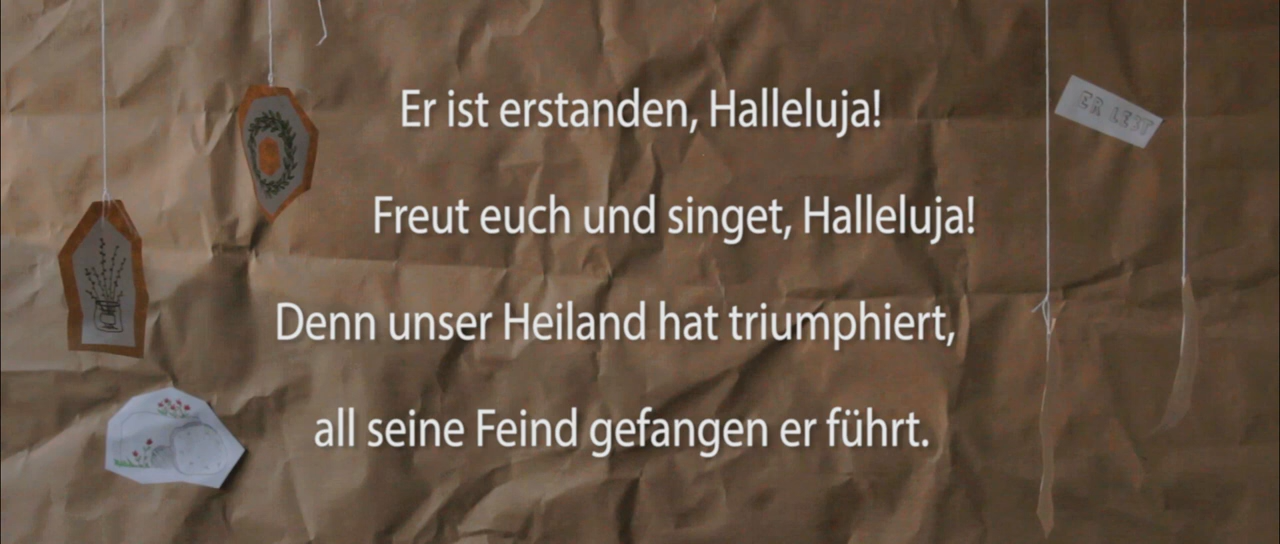 Er ist erstanden, Halleluja!
Freut euch und singet, Halleluja!
Denn unser Heiland hat triumphiert,
all seine Feind gefangen er führt.
ER LEBT